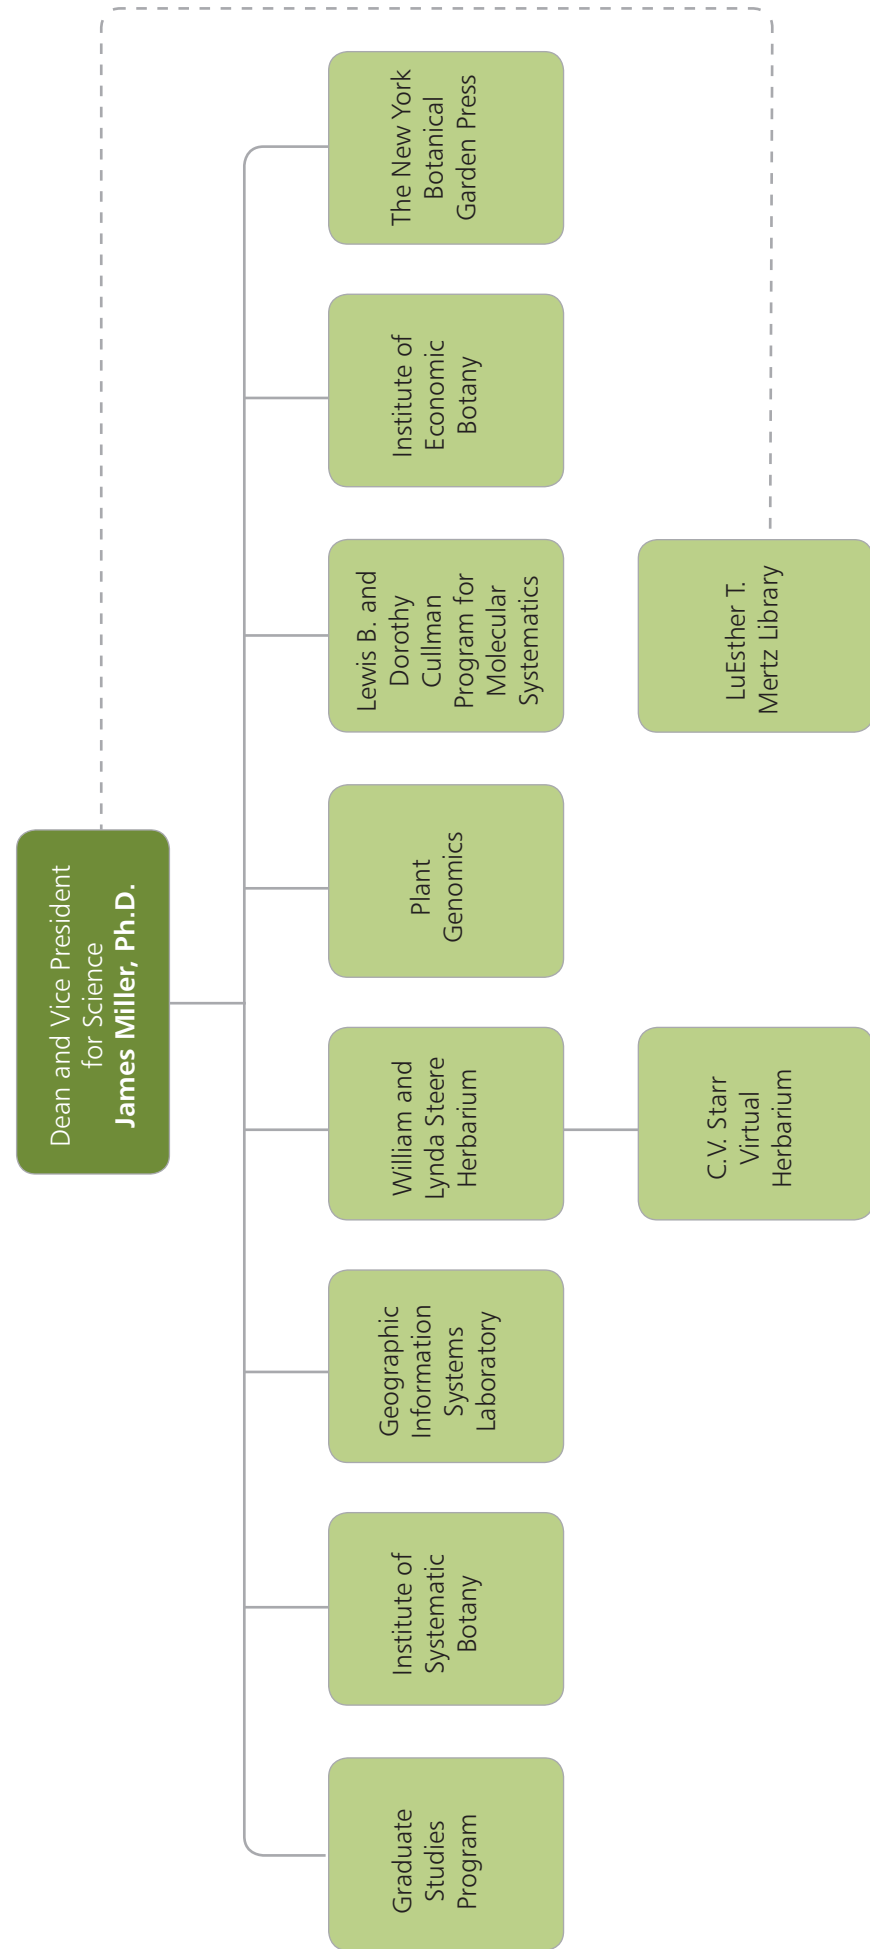 Dean and Vice President
for Science
James Miller, Ph.D.
Graduate
Studies
Program
Institute of
Systematic
Botany
Geographic
Information
Systems
Laboratory
William and
Lynda Steere
Herbarium
Plant
Genomics
Lewis B. and
Dorothy
Cullman
Program for
Molecular
Systematics
Institute of
Economic
Botany
The New York
Botanical
Garden Press
C.V. Starr
Virtual
Herbarium
LuEsther T.
Mertz Library